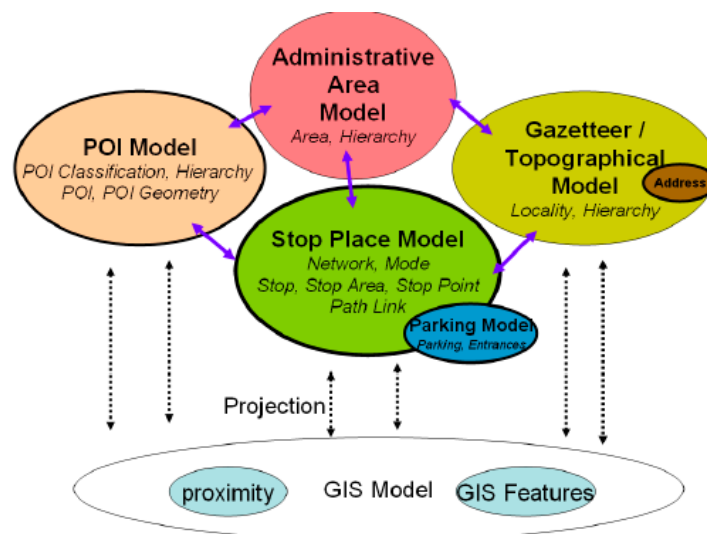 Administrative
Area
Model
Area, Hierarchy
POI Model
POI Classification, Hierarchy
POI, POI Geometry
Gazetteer /
Topographical
Model
Address
Locality, Hierarchy
Stop Place Model
Network, Mode
Stop, Stop Area, Stop Point
Path Link
Parking Model
Parking, Entrances
Projection
proximity
GIS Model
GIS Features